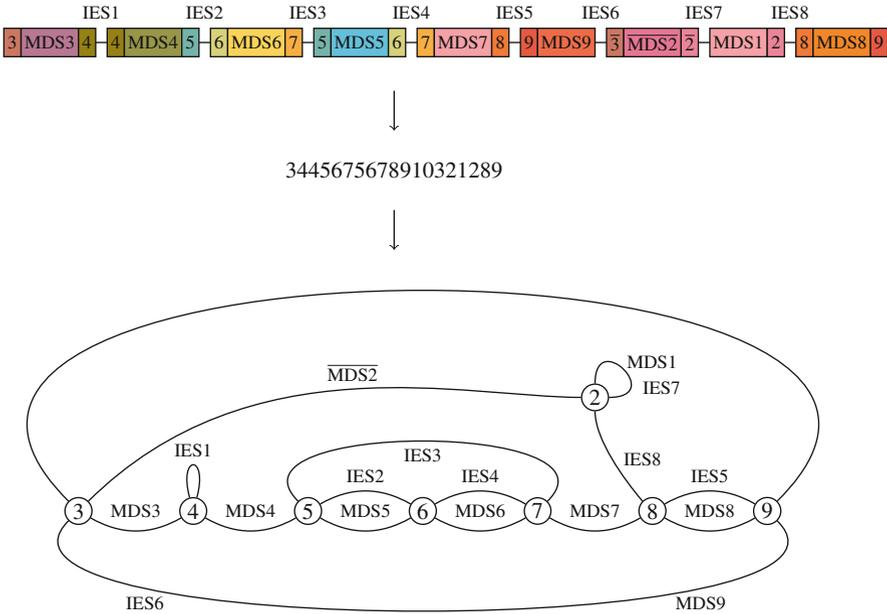 IES1 IES2 IES3 IES4 IES5 IES6 IES7 IES8
3 MDS3 4 4 MDS4 5 6 MDS6 7 5 MDS5 6 7 MDS7 8 9 MDS9 3̅ M̅D̅S̅2̅ 2̅ MDS1 2 8 MDS8 9
3445675678910321289
M̅D̅S̅2̅
2
MDS1
IES7
IES1
IES3
IES8
IES2 IES4 IES5
3 MDS3 4 MDS4 5 MDS5 6 MDS6 7 MDS7 8 MDS8 9
IES6 MDS9